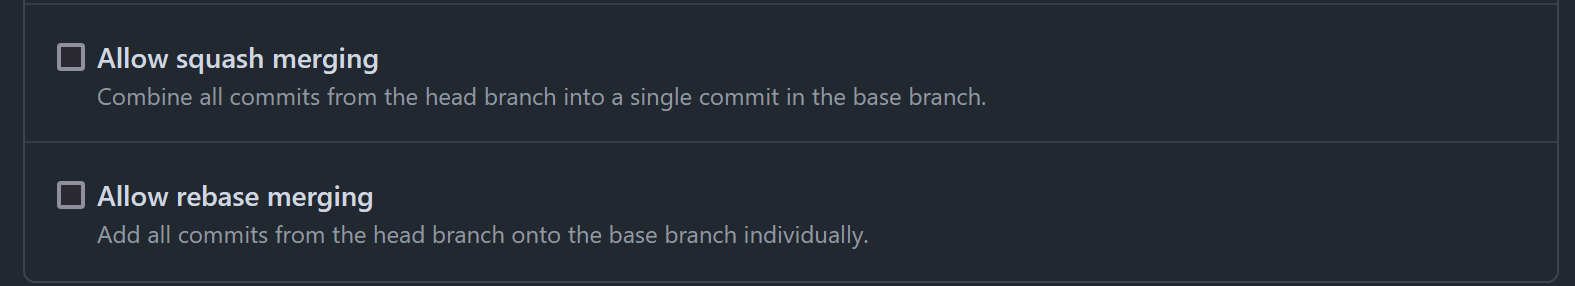 Allow squash merging
Combine all commits from the head branch into a single commit in the base branch.
Allow rebase merging
Add all commits from the head branch onto the base branch individually.